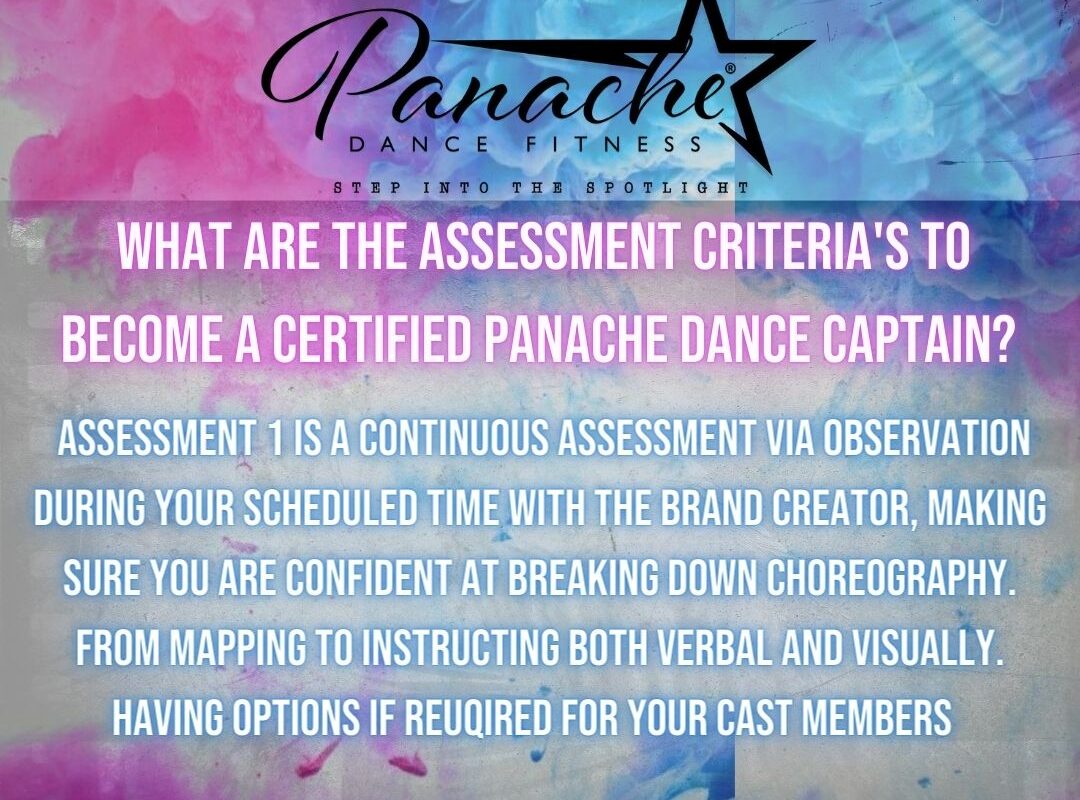 Panache®
DANCE FITNESS
STEP INTO THE SPOTLIGHT
WHAT ARE THE ASSESSMENT CRITERIA'S TO
BECOME A CERTIFIED PANACHE DANCE CAPTAIN?
ASSESSMENT 1 IS A CONTINUOUS ASSESSMENT VIA OBSERVATION
DURING YOUR SCHEDULED TIME WITH THE BRAND CREATOR, MAKING
SURE YOU ARE CONFIDENT AT BREAKING DOWN CHOREOGRAPHY.
FROM MAPPING TO INSTRUCTING BOTH VERBAL AND VISUALLY.
HAVING OPTIONS IF REUQIRED FOR YOUR CAST MEMBERS